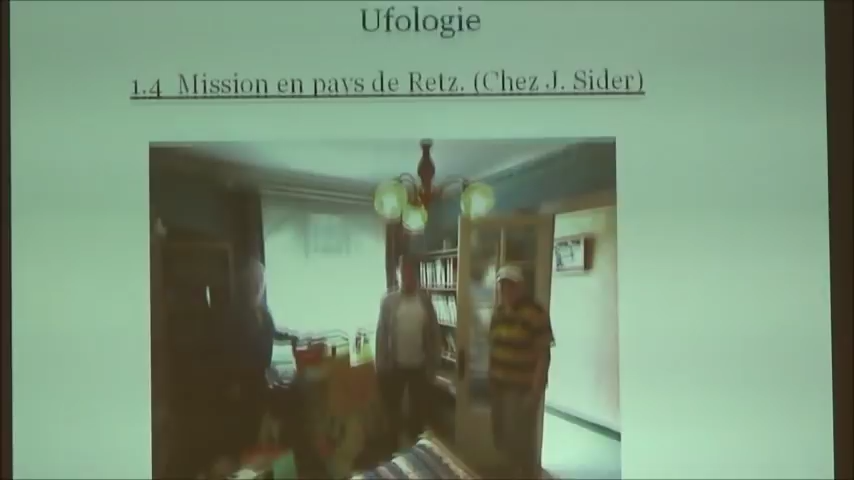 Ufologie
1.4 Mission en pays de Retz. (Chez J. Sider)